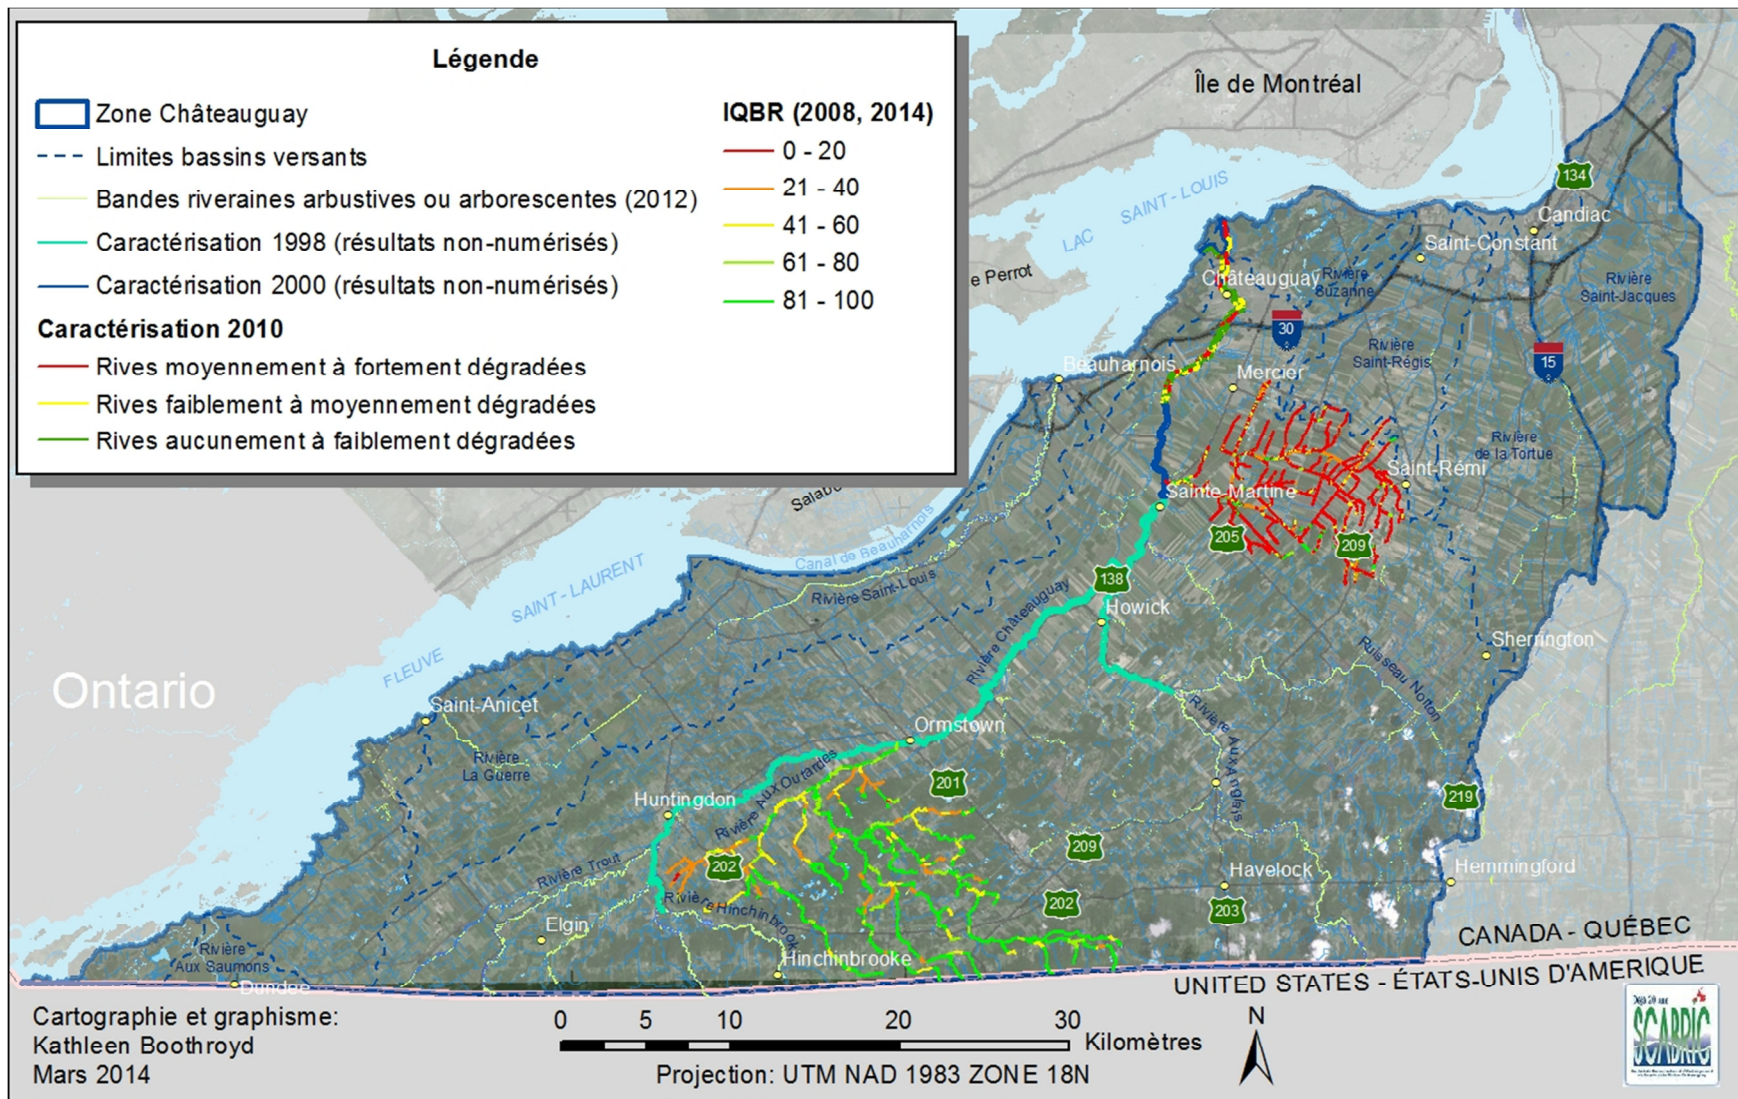 Légende
Zone Châteauguay
Limites bassins versants
Bandes riveraines arbustives ou arborescentes (2012)
Caractérisation 1998 (résultats non-numérisés)
Caractérisation 2000 (résultats non-numérisés)
Caractérisation 2010
Rives moyennement à fortement dégradées
Rives faiblement à moyennement dégradées
Rives aucunement à faiblement dégradées
IQBR (2008, 2014)
0 - 20
21 - 40
41 - 60
61 - 80
81 - 100
Île de Montréal
134
Candiac
LAC SAINT-LOUIS
Saint-Constant
e Perrot
Châteauguay
Rivière
Suzanne
Rivière
Saint-Jacques
30
Rivière
Saint-Régis
15
Beauharnois
Mercier
Rivière
de la Tortue
Saint-Rémi
Salab
Sainte-Martine
Canal de Beauharnois
205
209
FLEUVE SAINT-LAURENT
Rivière Saint-Louis
138
Howick
Rivière Châteauguay
Sherrington
Ruisseau Norton
Ontario
Saint-Anicet
Rivière
La Guerre
Ormstown
Rivière Aux Anglais
201
219
Huntingdon
Rivière Aux Outardes
209
202
Rivière Trout
Havelock
Hemmingford
202
203
Rivière Hinchinbrook
Elgin
Rivière
Aux Saumons
Hinchinbrooke
Dundee
CANADA - QUÉBEC
UNITED STATES - ÉTATS-UNIS D'AMERIQUE
Cartographie et graphisme:
Kathleen Boothroyd
Mars 2014
0 5 10 20 30
Kilomètres
Projection: UTM NAD 1983 ZONE 18N
N
Déjà 20 ans
SCABRIC